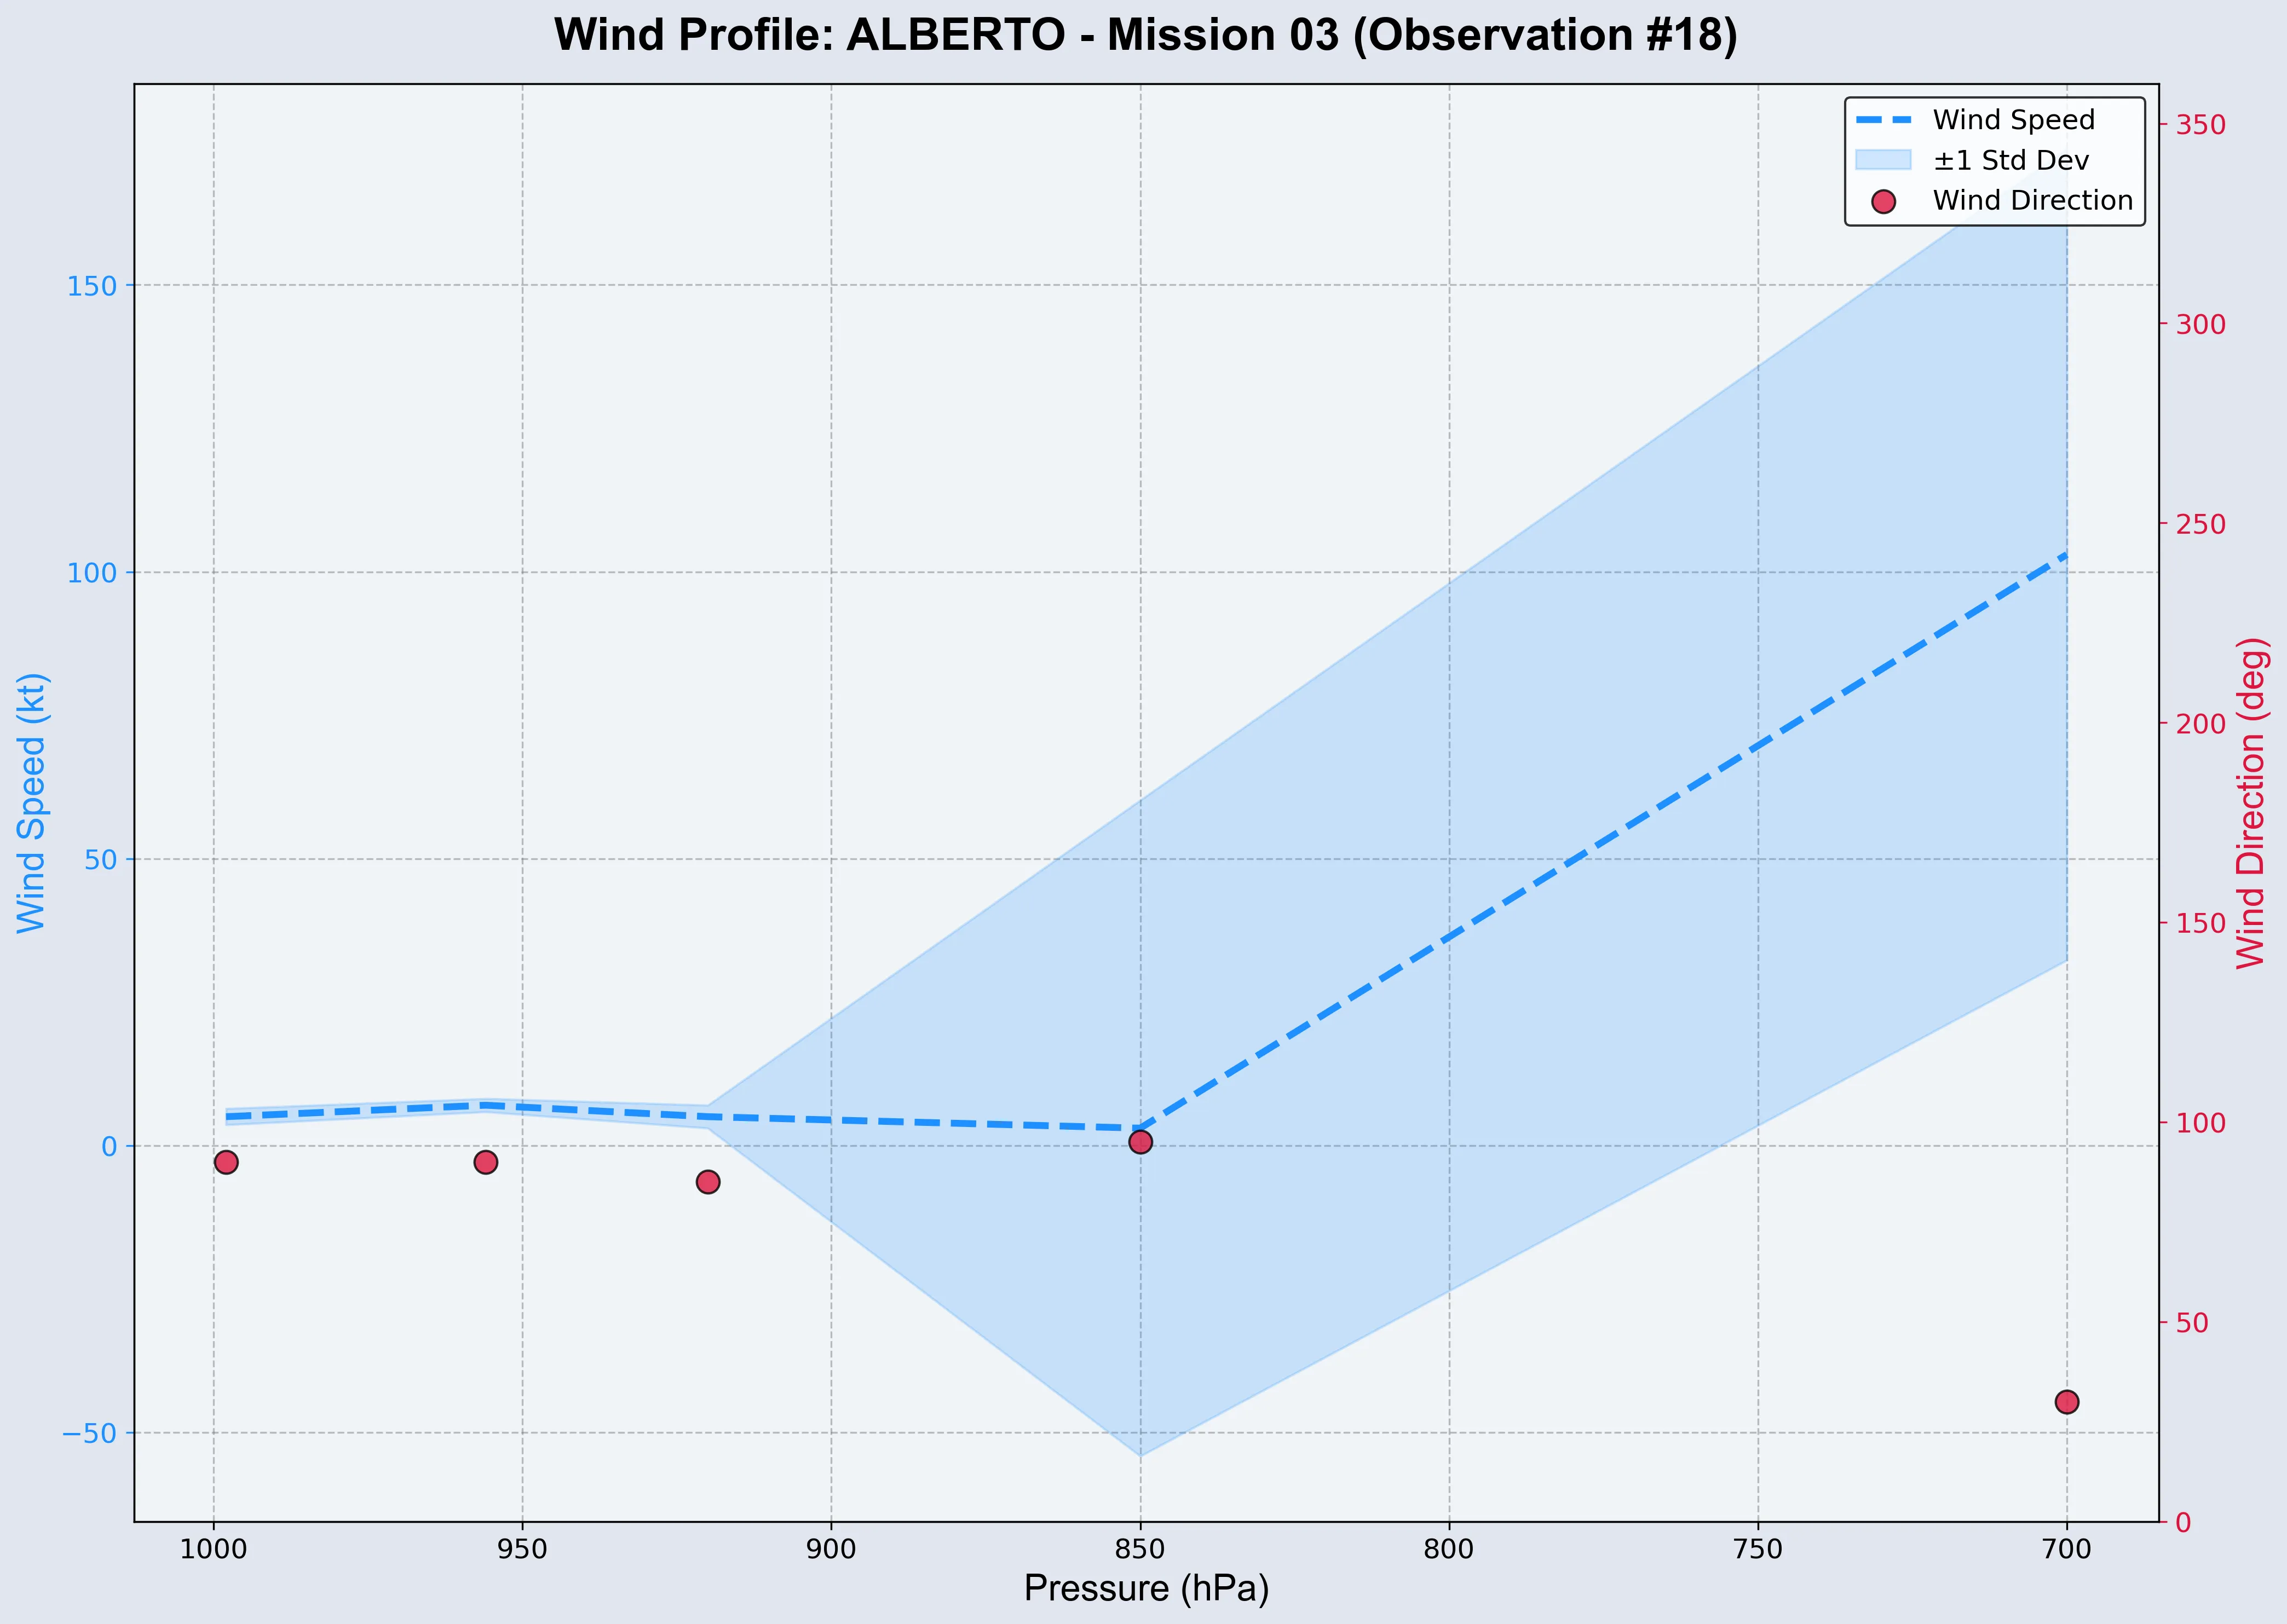 Wind Profile: ALBERTO - Mission 03 (Observation #18)
Wind Speed
±1 Std Dev
Wind Direction
Wind Speed (kt)
150
100
50
0
−50
350
300
250
200
150
100
50
0
Wind Direction (deg)
1000 950 900 850 800 750 700
Pressure (hPa)